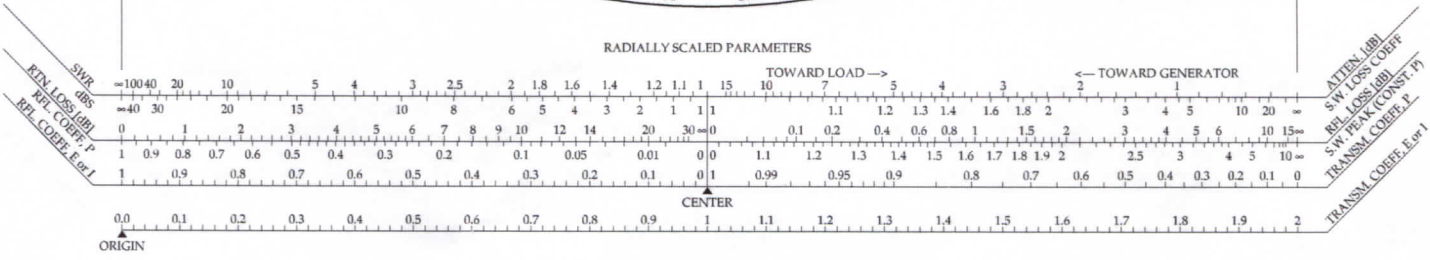 RADIALLY SCALED PARAMETERS
TOWARD LOAD —> <— TOWARD GENERATOR
SWR ∞ 100 40 20 10 5 4 3 2.5 2 1.8 1.6 1.4 1.2 1.1 1 15 10 7 5 4 3 2 1 ATTEN. [dB]
dBS ∞ 40 30 20 15 10 8 6 5 4 3 2 1 1 1 1.1 1.2 1.3 1.4 1.6 1.8 2 3 4 5 10 20 ∞ S.W. LOSS COEFF
RTN. LOSS [dB] 0 1 2 3 4 5 6 7 8 9 10 12 14 20 30 ∞ 0 0.1 0.2 0.4 0.6 0.8 1 1.5 2 3 4 5 6 10 15 ∞ RFL. LOSS [dB]
RFL. COEFF, P 1 0.9 0.8 0.7 0.6 0.5 0.4 0.3 0.2 0.1 0.05 0.01 0 0 1.1 1.2 1.3 1.4 1.5 1.6 1.7 1.8 1.9 2 2.5 3 4 5 10 ∞ S.W. PEAK (CONST. P)
RFL. COEFF, E or I 1 0.9 0.8 0.7 0.6 0.5 0.4 0.3 0.2 0.1 0 1 0.99 0.95 0.9 0.8 0.7 0.6 0.5 0.4 0.3 0.2 0.1 0 TRANSM. COEFF, P
CENTER
0.0 0.1 0.2 0.3 0.4 0.5 0.6 0.7 0.8 0.9 1 1.1 1.2 1.3 1.4 1.5 1.6 1.7 1.8 1.9 2 TRANSM. COEFF, E or I
ORIGIN